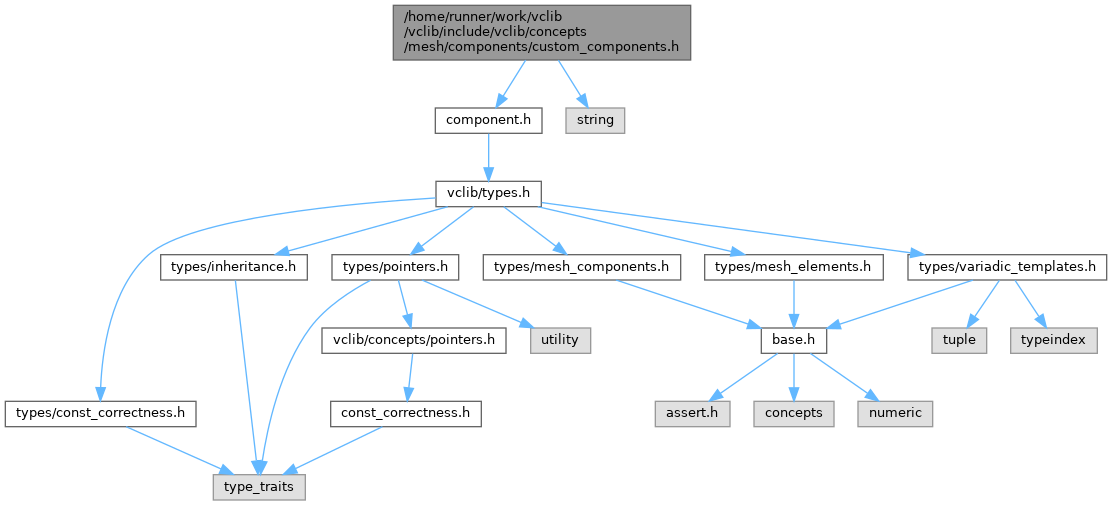 /home/runner/work/vclib
/vclib/include/vclib/concepts
/mesh/components/custom_components.h
component.h
string
vclib/types.h
types/inheritance.h
types/pointers.h
types/mesh_components.h
types/mesh_elements.h
types/variadic_templates.h
vclib/concepts/pointers.h
utility
base.h
tuple
typeindex
types/const_correctness.h
const_correctness.h
assert.h
concepts
numeric
type_traits